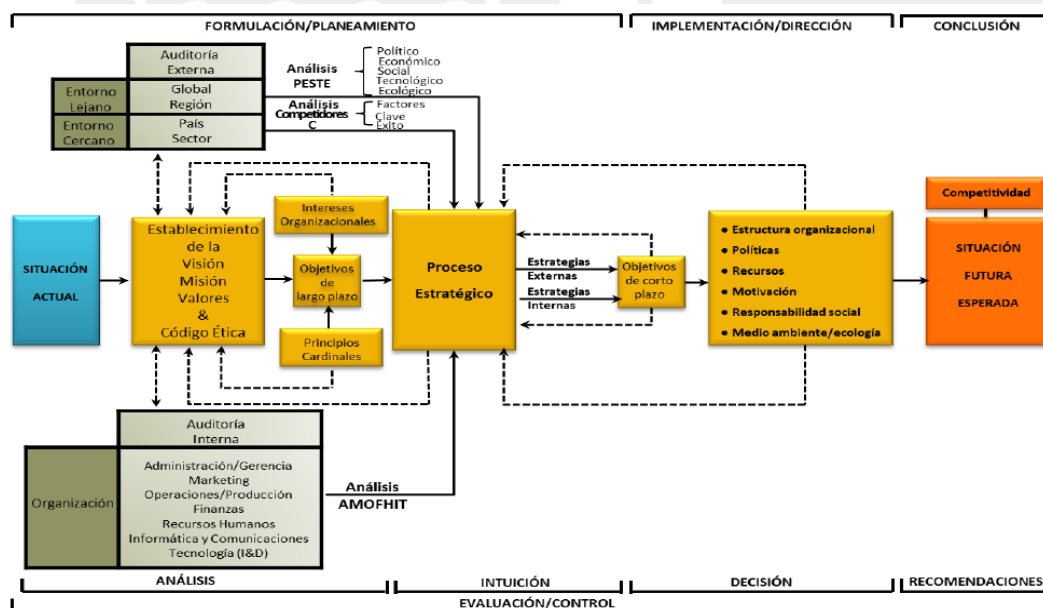 FORMULACIÓN/PLANEAMIENTO
IMPLEMENTACIÓN/DIRECCIÓN
CONCLUSIÓN
Auditoría
Externa
Entorno
Lejano
Global
Región
Entorno
Cercano
País
Sector
Análisis
PESTE
Político
Económico
Social
Tecnológico
Ecológico
Análisis
Competidores
C
Factores
Clave
Éxito
SITUACIÓN
ACTUAL
Establecimiento
de la
Visión
Misión
Valores
&
Código Ética
Intereses
Organizacionales
Objetivos
de
largo plazo
Principios
Cardinales
Proceso
Estratégico
Estrategias
Externas
Estrategias
Internas
Objetivos
de corto
plazo
● Estructura organizacional
● Políticas
● Recursos
● Motivación
● Responsabilidad social
● Medio ambiente/ecología
Competitividad
SITUACIÓN
FUTURA
ESPERADA
Auditoría
Interna
Organización
Administración/Gerencia
Marketing
Operaciones/Producción
Finanzas
Recursos Humanos
Informática y Comunicaciones
Tecnología (I&D)
Análisis
AMOFHIT
ANÁLISIS
INTUICIÓN
DECISIÓN
RECOMENDACIONES
EVALUACIÓN/CONTROL